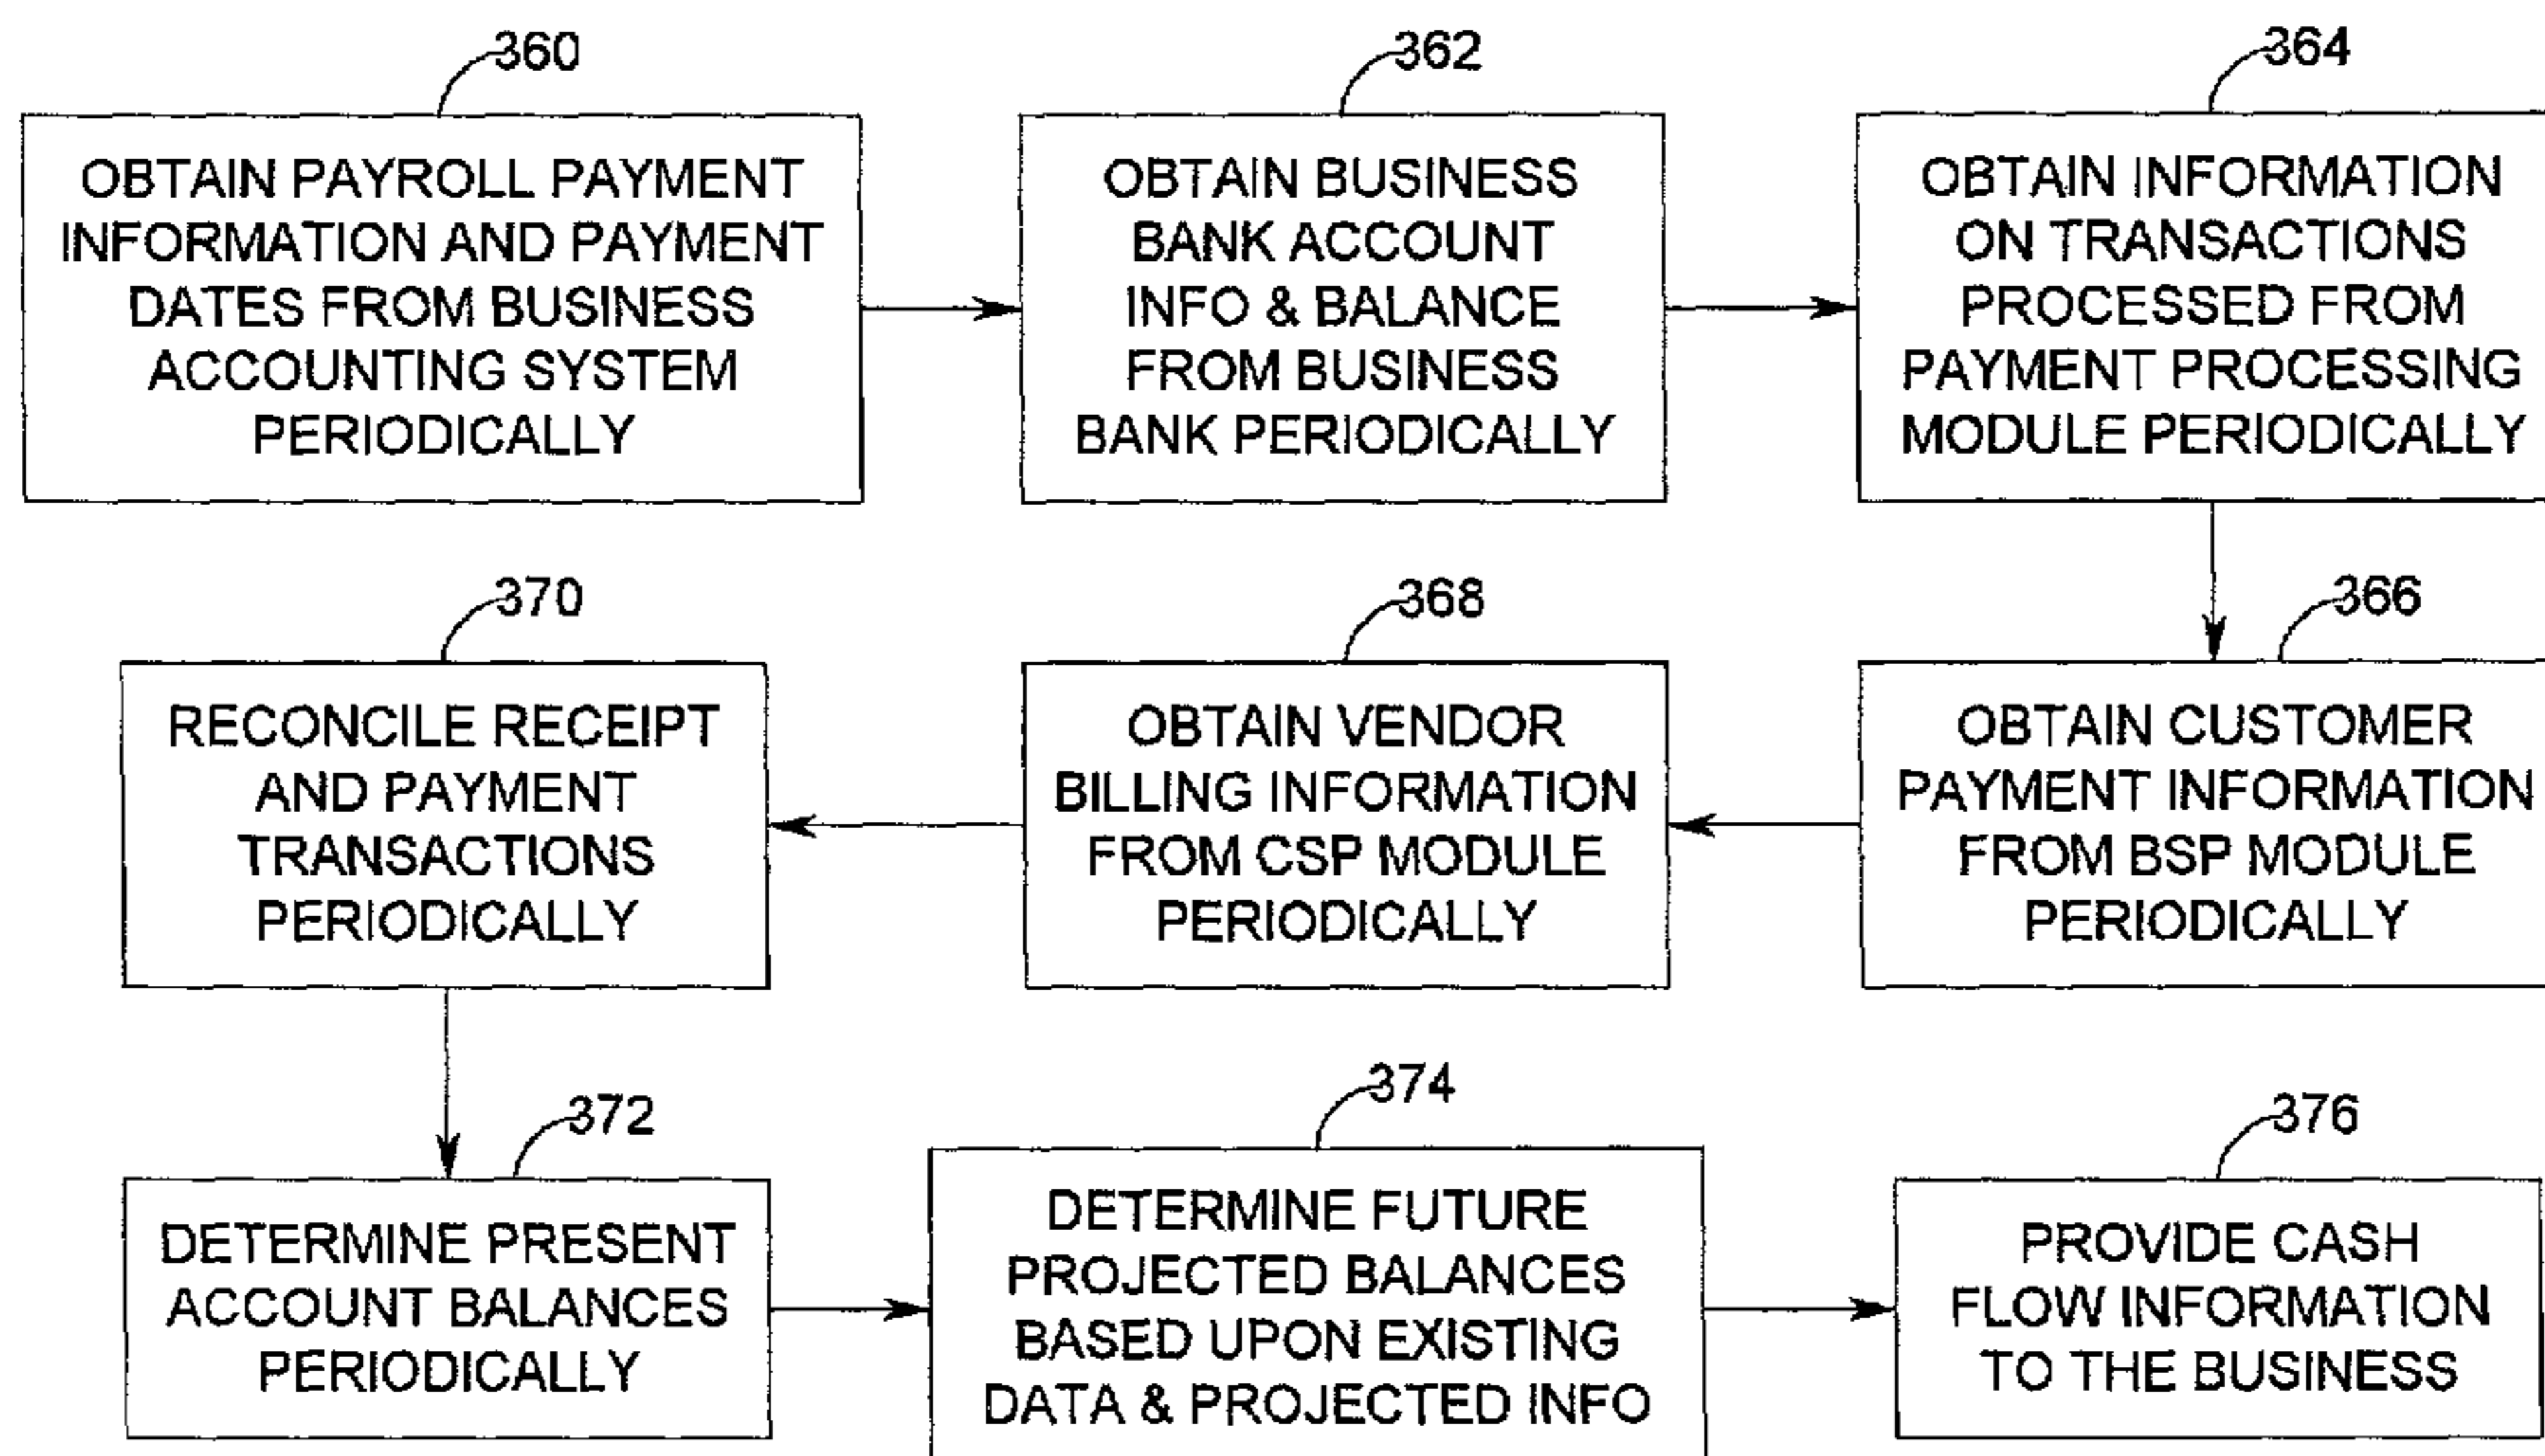 360
OBTAIN PAYROLL PAYMENT
INFORMATION AND PAYMENT
DATES FROM BUSINESS
ACCOUNTING SYSTEM
PERIODICALLY
362
OBTAIN BUSINESS
BANK ACCOUNT
INFO & BALANCE
FROM BUSINESS
BANK PERIODICALLY
364
OBTAIN INFORMATION
ON TRANSACTIONS
PROCESSED FROM
PAYMENT PROCESSING
MODULE PERIODICALLY
366
OBTAIN CUSTOMER
PAYMENT INFORMATION
FROM BSP MODULE
PERIODICALLY
368
OBTAIN VENDOR
BILLING INFORMATION
FROM CSP MODULE
PERIODICALLY
370
RECONCILE RECEIPT
AND PAYMENT
TRANSACTIONS
PERIODICALLY
372
DETERMINE PRESENT
ACCOUNT BALANCES
PERIODICALLY
374
DETERMINE FUTURE
PROJECTED BALANCES
BASED UPON EXISTING
DATA & PROJECTED INFO
376
PROVIDE CASH
FLOW INFORMATION
TO THE BUSINESS